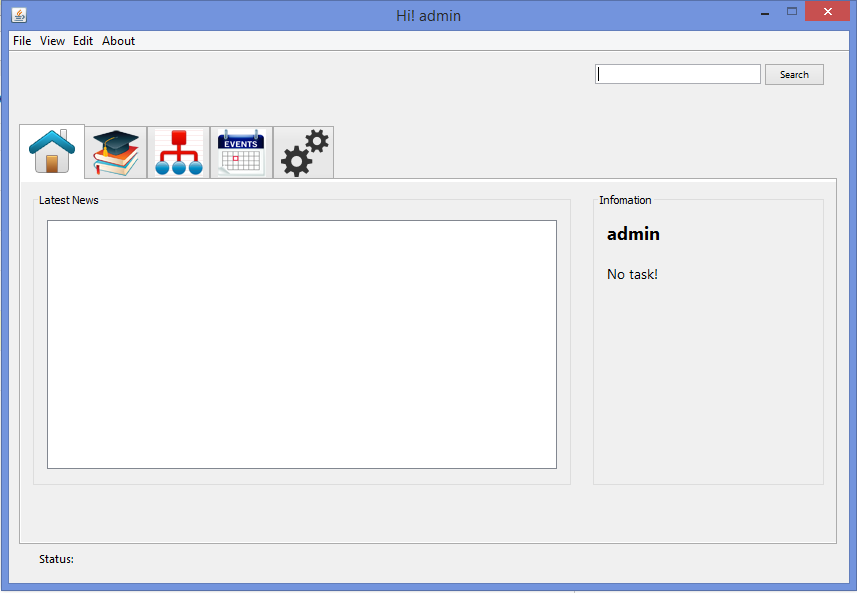 Hi! admin
File View Edit About
Search
EVENTS
Latest News
Infomation
admin
No task!
Status: